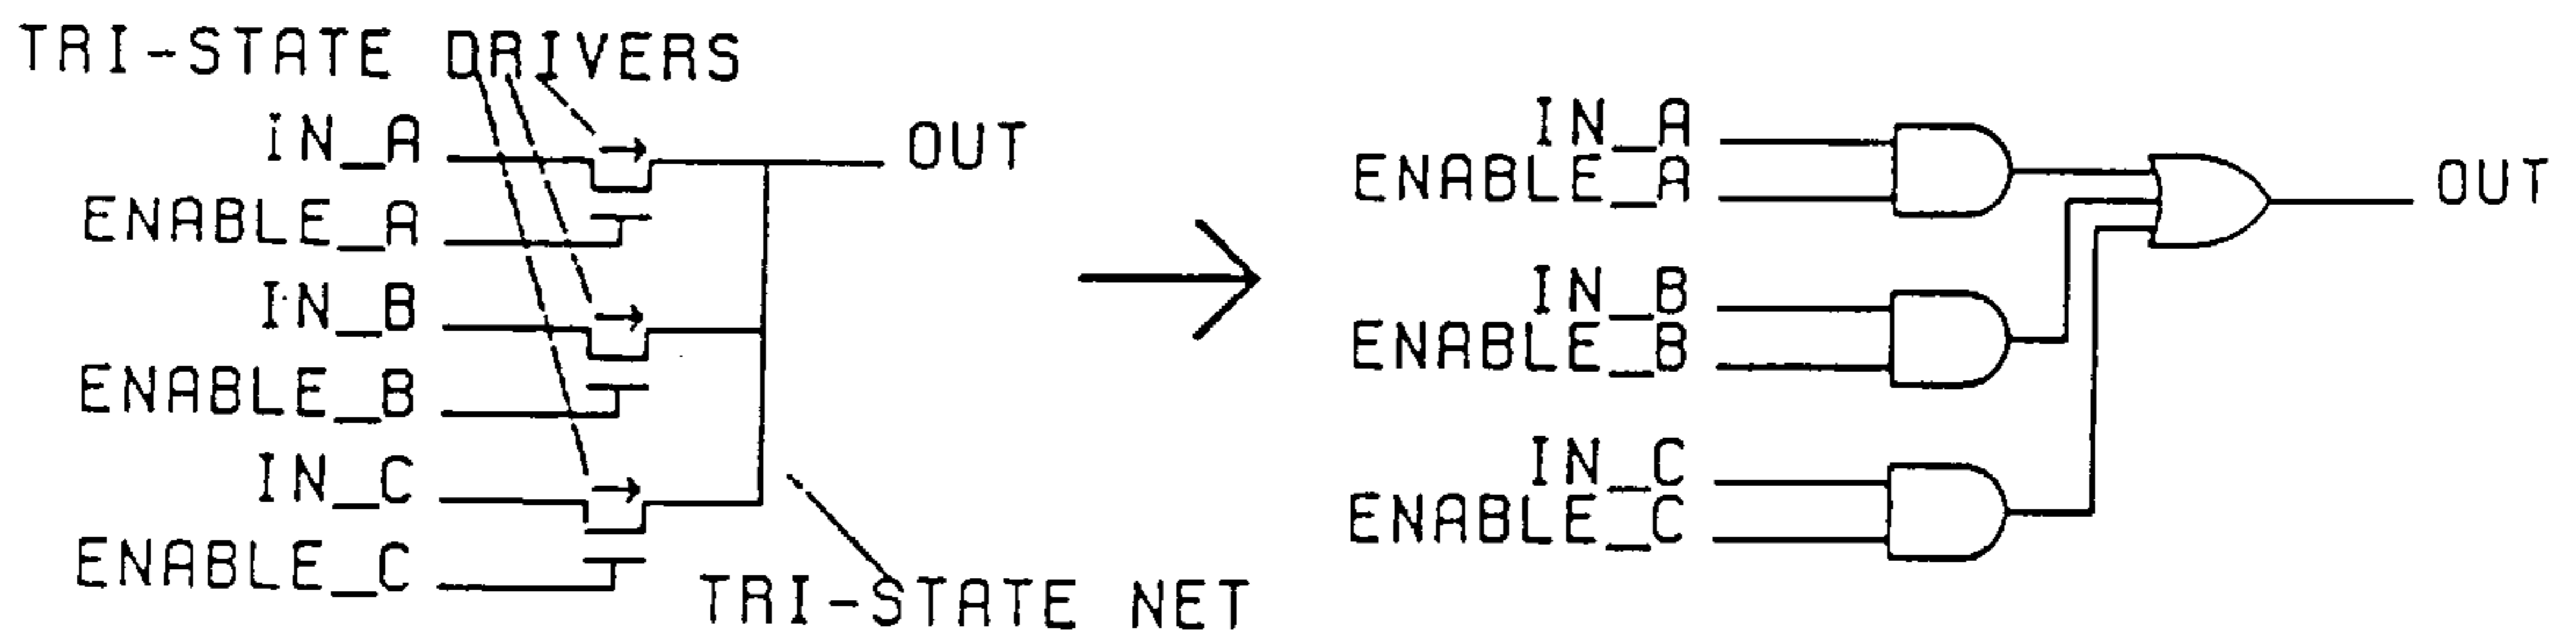 TRI-STATE DRIVERS
IN_A
OUT
ENABLE_A
IN_B
ENABLE_B
IN_C
ENABLE_C
TRI-STATE NET
IN_A
ENABLE_A
OUT
IN_B
ENABLE_B
IN_C
ENABLE_C